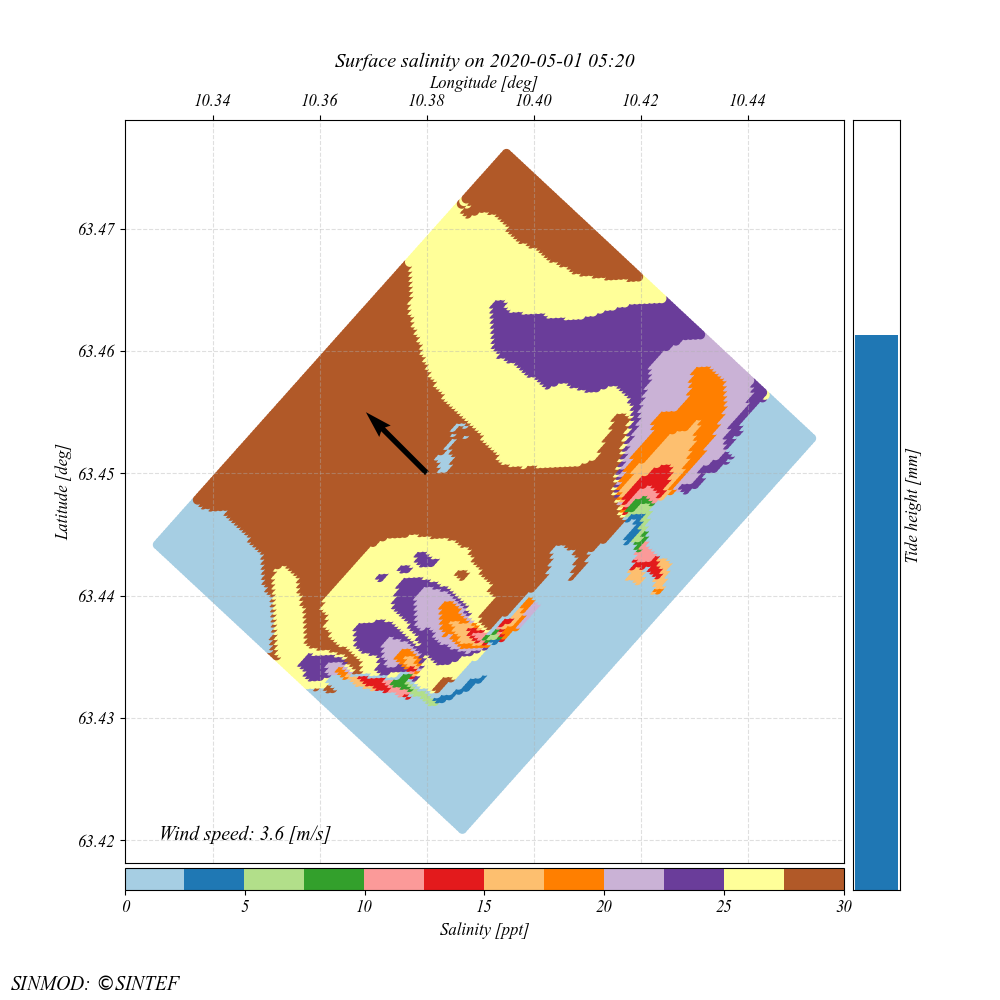 Surface salinity on 2020-05-01 05:20
Longitude [deg]
10.34 10.36 10.38 10.40 10.42 10.44
63.47
63.46
63.45
63.44
63.43
63.42
Latitude [deg]
Tide height [mm]
Wind speed: 3.6 [m/s]
0 5 10 15 20 25 30
Salinity [ppt]
SINMOD: ©SINTEF